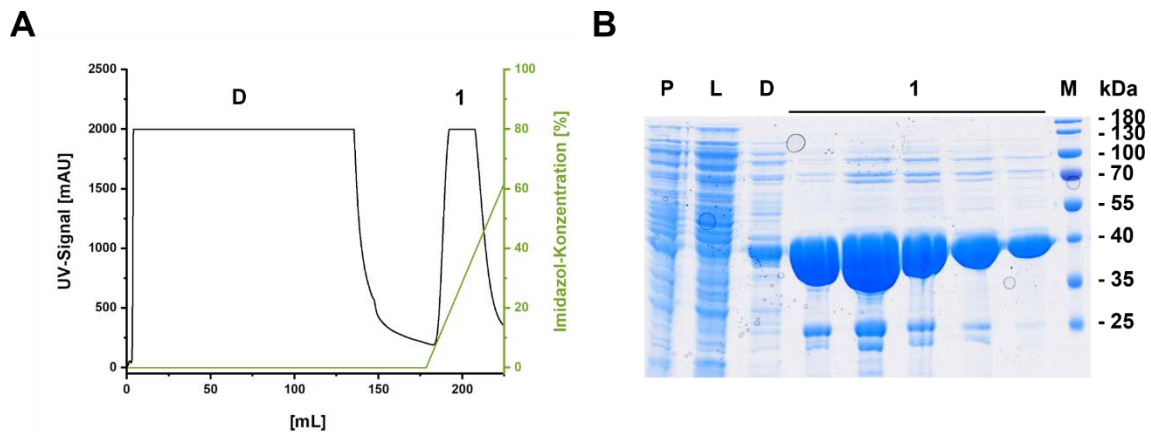 A
UV-Signal [mAU]
2500
2000
1500
1000
500
0
D
1
100
80
60
40
20
0
Imidazol-Konzentration [%]
0 50 100 150 200
[mL]
B
P L D 1 M kDa
- 180
- 130
- 100
- 70
- 55
- 40
- 35
- 25